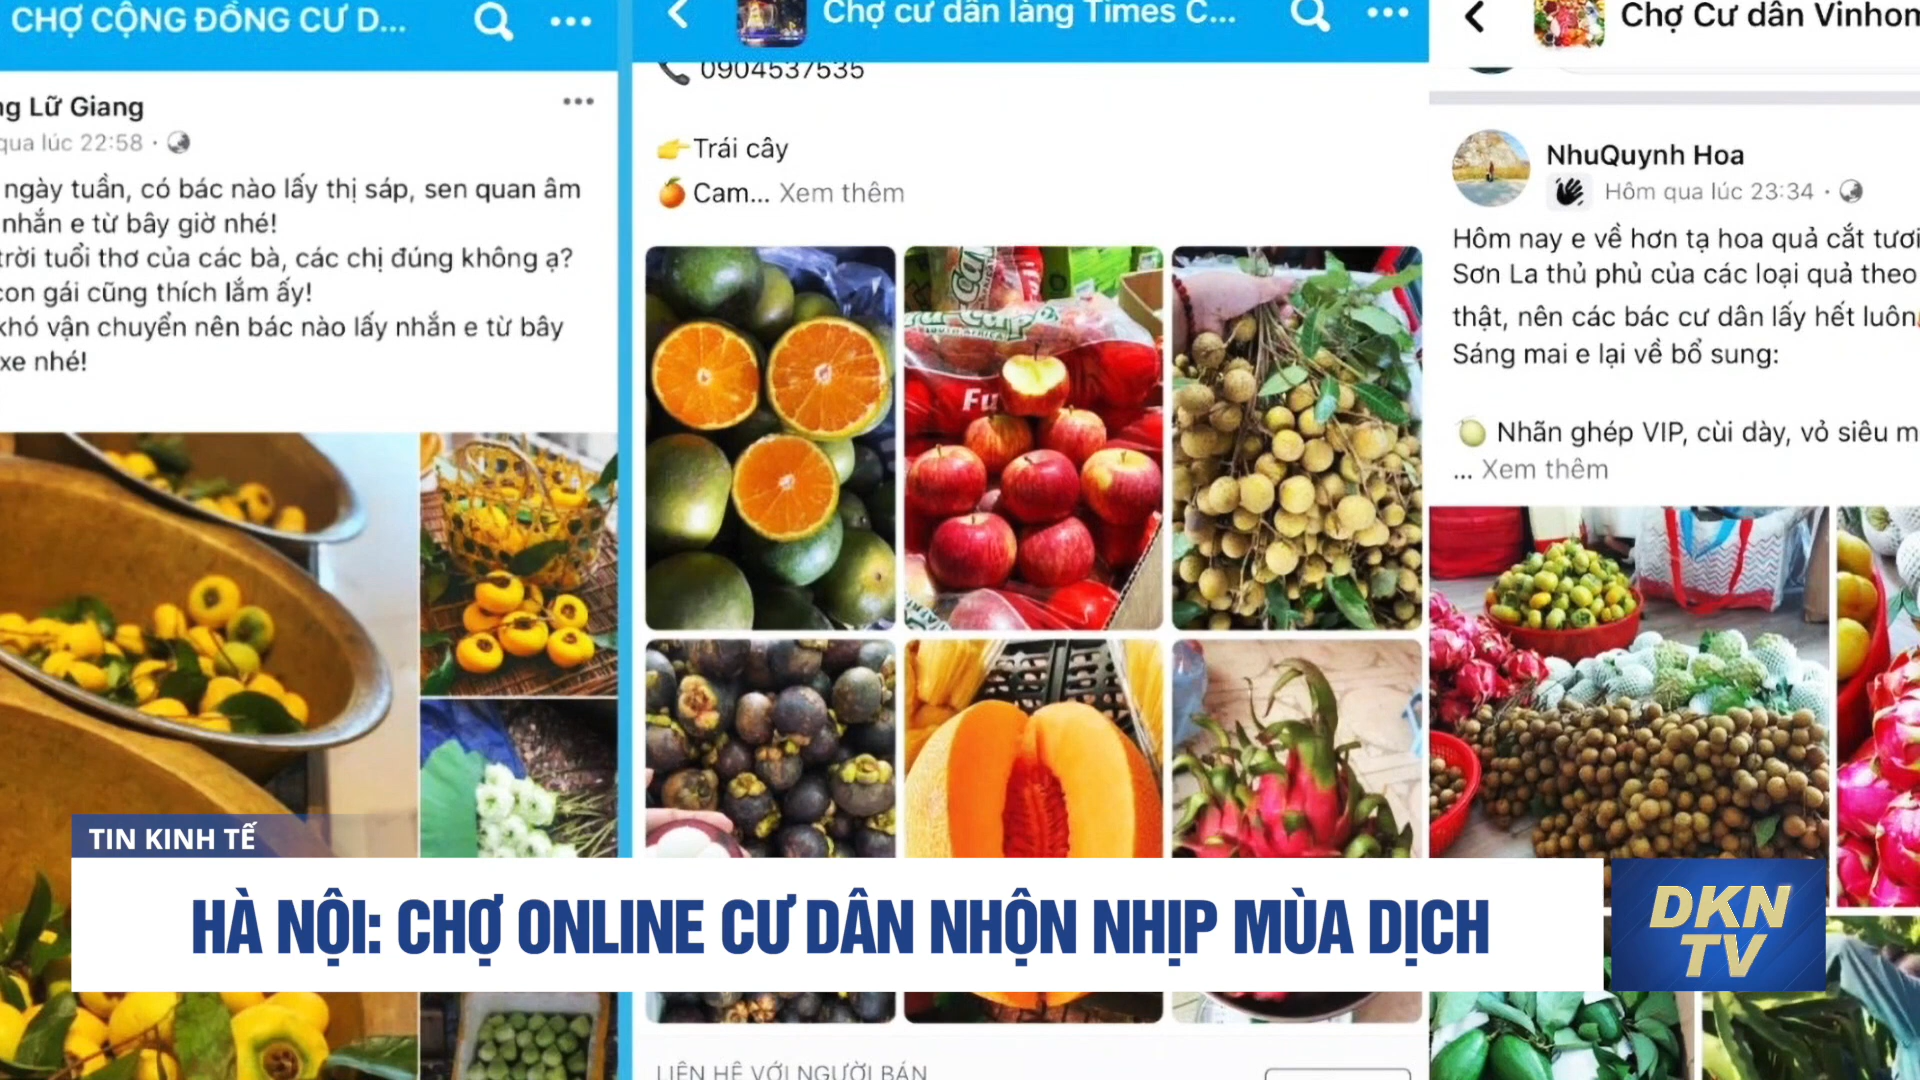 CHỢ CỘNG ĐỒNG CƯ D...
ng Lữ Giang
qua lúc 22:58 ·
ngày tuần, có bác nào lấy thị sáp, sen quan âm
nhắn e từ bây giờ nhé!
trời tuổi thơ của các bà, các chị đúng không ạ?
con gái cũng thích lắm ấy!
khó vận chuyển nên bác nào lấy nhắn e từ bây
xe nhé!
Chợ cư dân làng Times C...
0904537535
Trái cây
Cam... Xem thêm
SOUTH AFRICA
Fu
LIÊN HỆ VỚI NGƯỜI BÁN
Chợ Cư dân Vinhom
NhuQuynh Hoa
Hôm qua lúc 23:34 ·
Hôm nay e về hơn tạ hoa quả cắt tươi
Sơn La thủ phủ của các loại quả theo
thật, nên các bác cư dân lấy hết luôn
Sáng mai e lại về bổ sung:
Nhãn ghép VIP, cùi dày, vỏ siêu m
... Xem thêm
TIN KINH TẾ
HÀ NỘI: CHỢ ONLINE CƯ DÂN NHỘN NHỊP MÙA DỊCH
DKN
TV